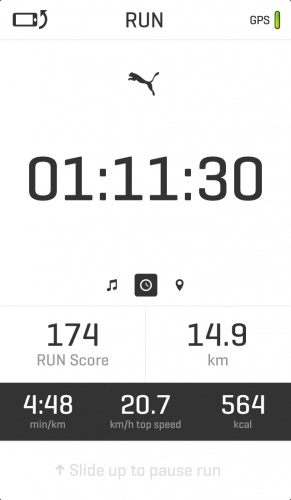 RUN
GPS
01:11:30
174
RUN Score
14.9
km
4:48
min/km
20.7
km/h top speed
564
kcal
↑ Slide up to pause run